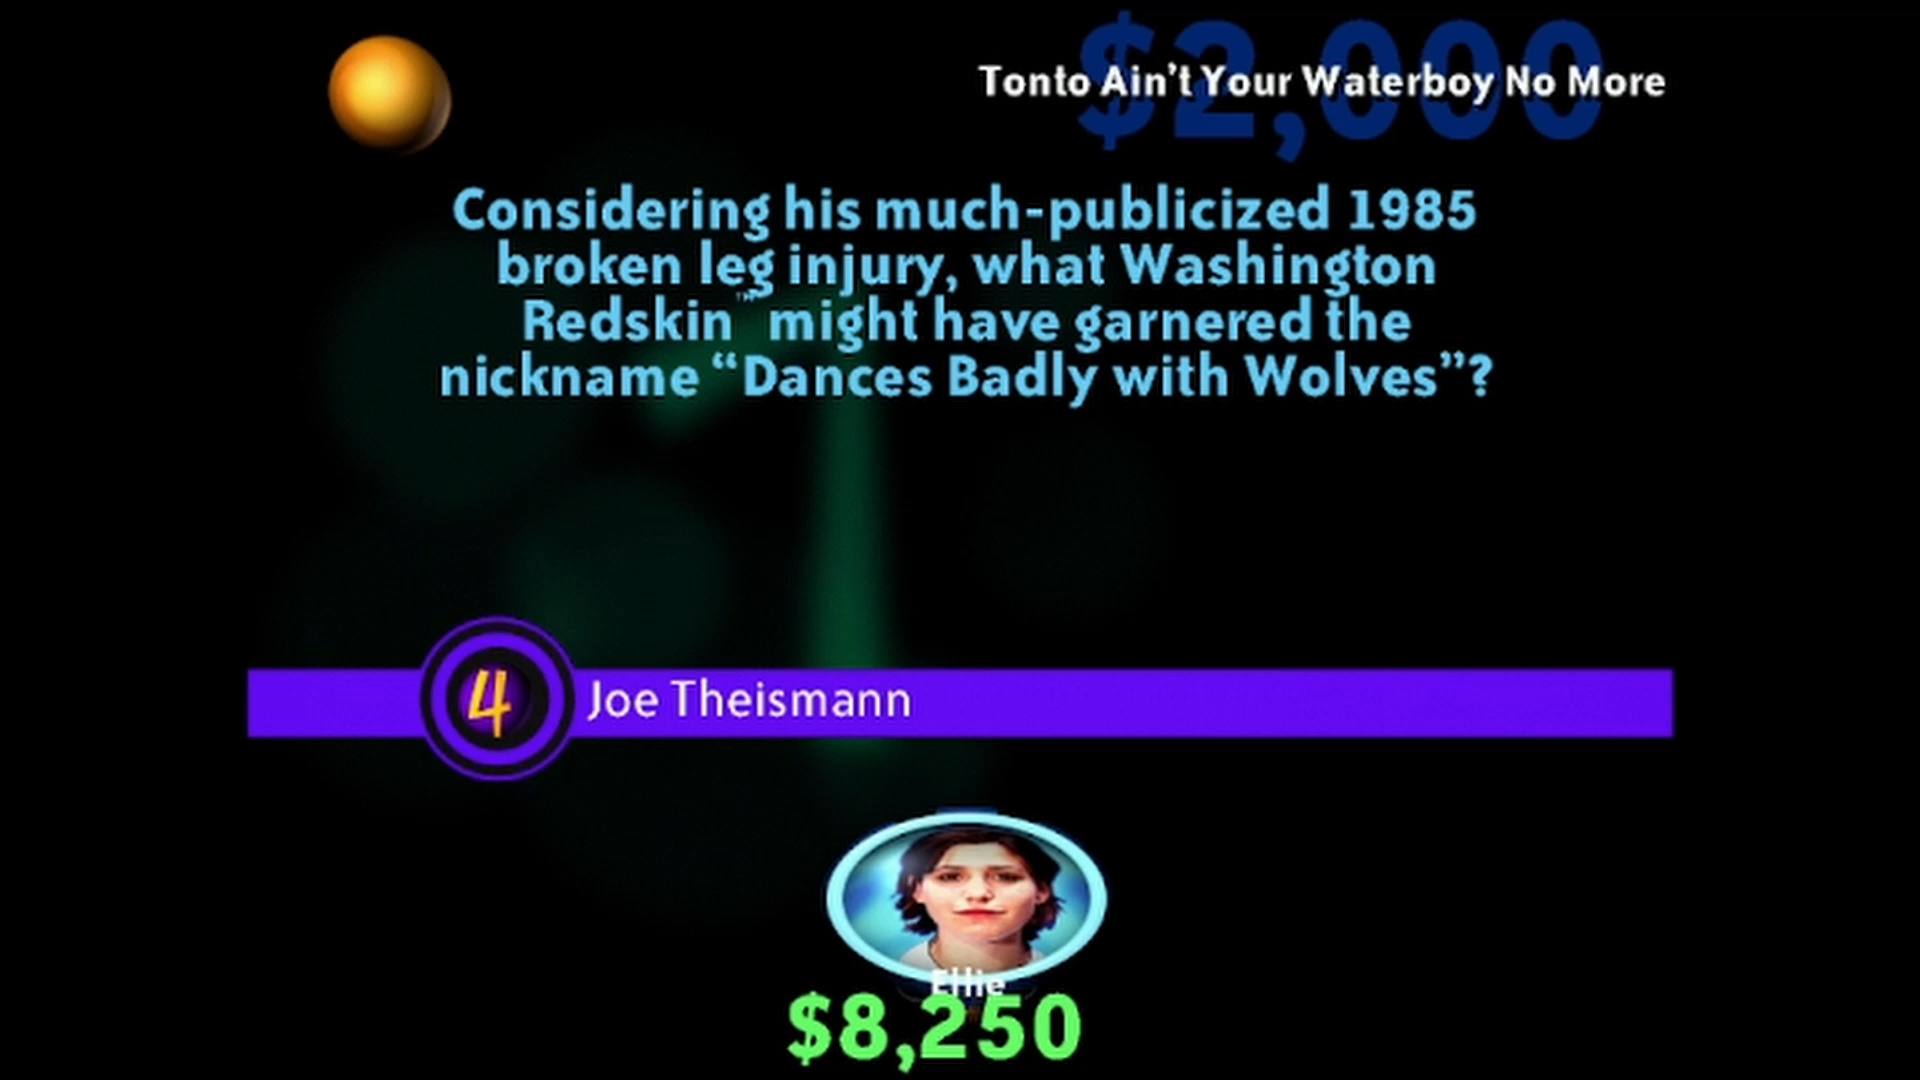 $2,000
Tonto Ain't Your Waterboy No More
Considering his much-publicized 1985
broken leg injury, what Washington
Redskin™ might have garnered the
nickname “Dances Badly with Wolves”?
4 Joe Theismann
Ellie
$8,250